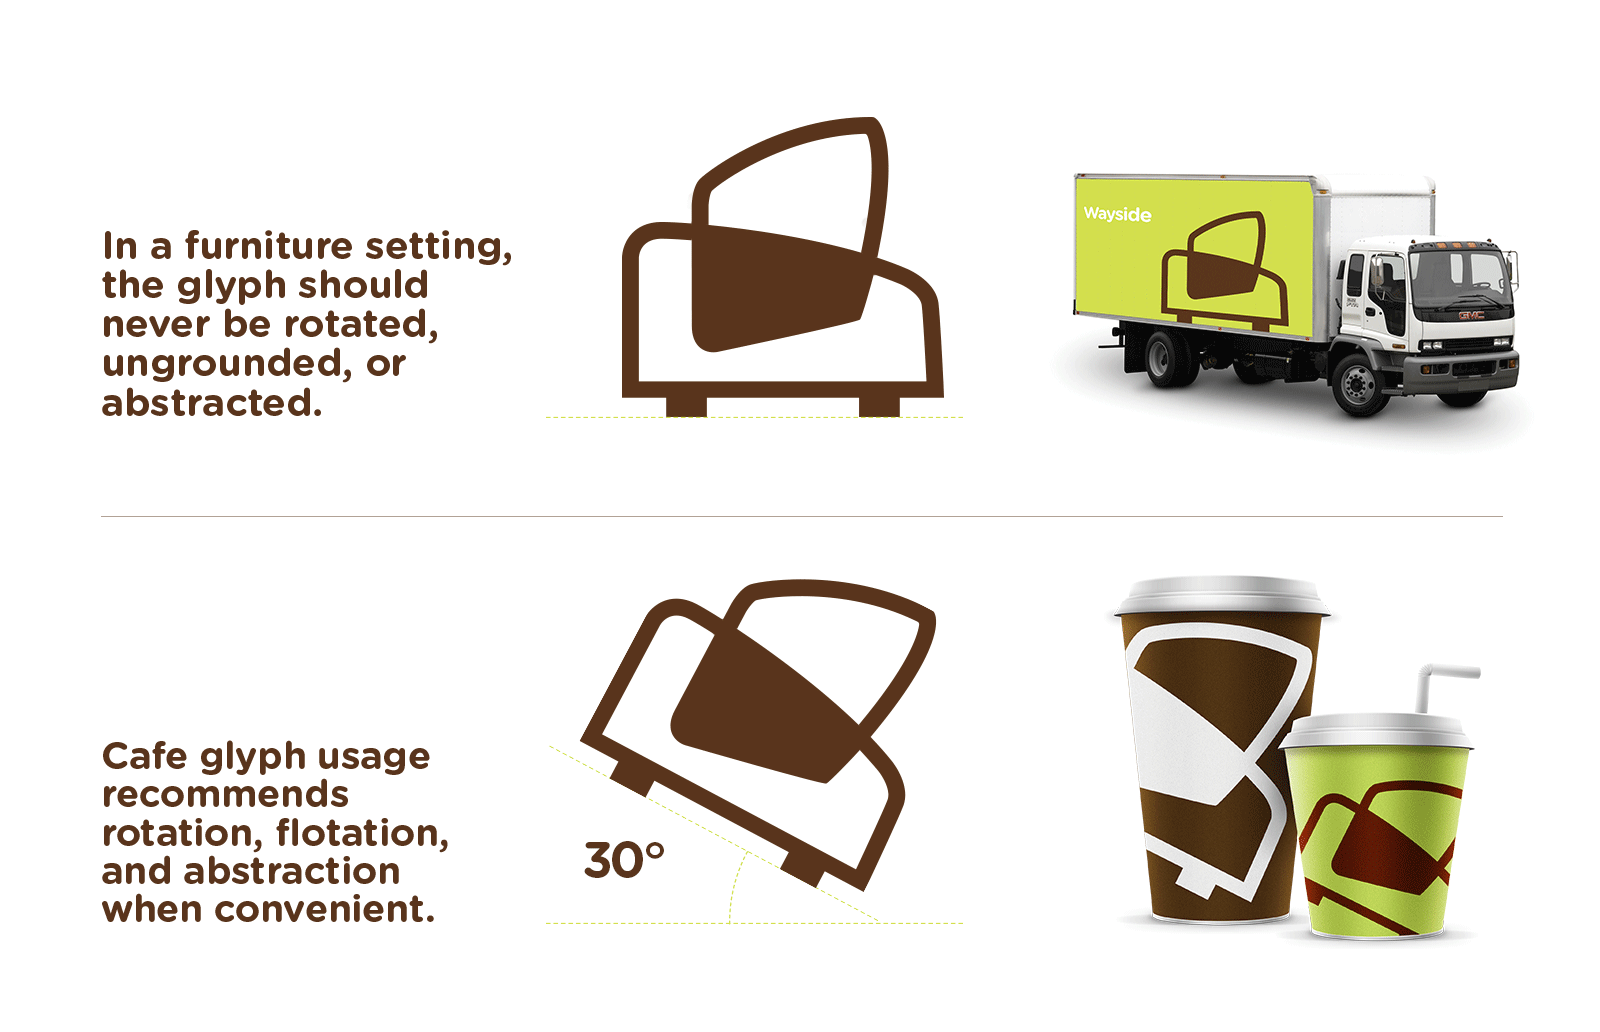 In a furniture setting,
the glyph should
never be rotated,
ungrounded, or
abstracted.
Wayside
GMC
Cafe glyph usage
recommends
rotation, flotation,
and abstraction
when convenient.
30°